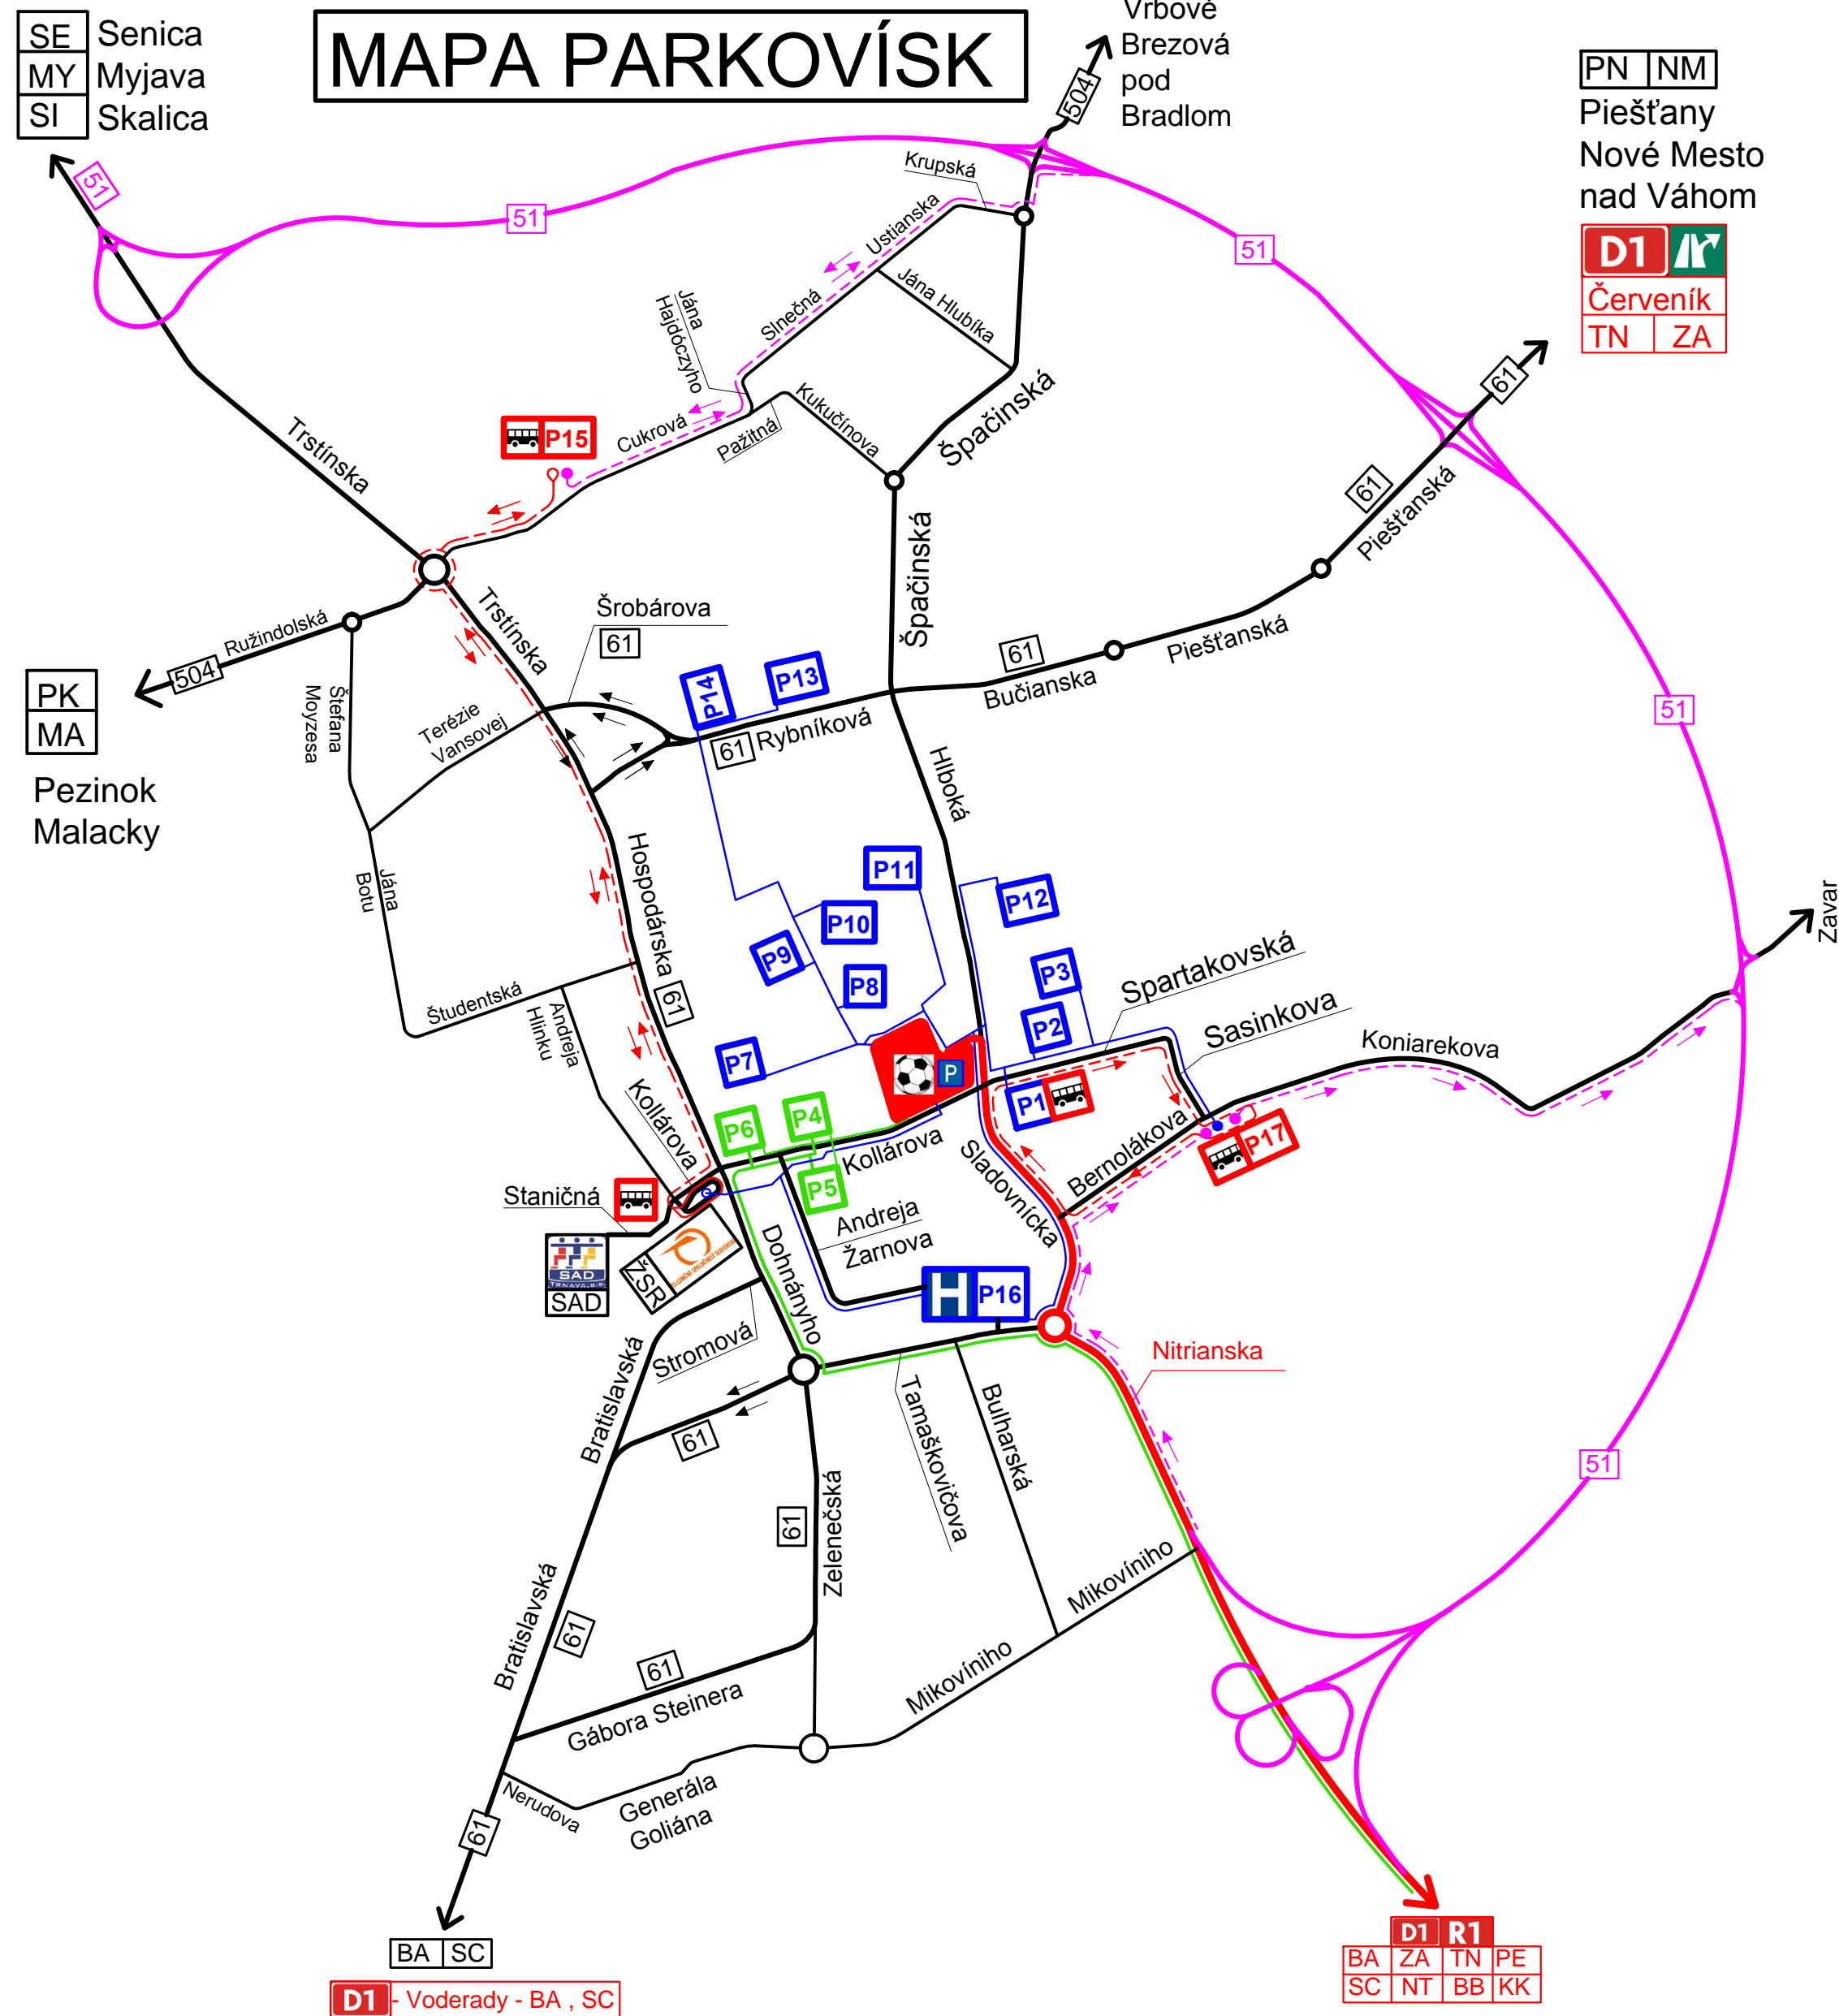 MAPA PARKOVÍSK
SE Senica
MY Myjava
SI Skalica
Vrbové
Brezová
pod
Bradlom
504
PN NM
Piešťany
Nové Mesto
nad Váhom
D1
Červeník
TN ZA
51
51
51
Krupská
Ustianska
Slnečná
Jána Hlubíka
Jána
Hajdóczyho
Kukučínova
Pažitná
Cukrová
P15
Špačinská
61
61
Piešťanská
Trstínska
Špačinská
Trstínska
Šrobárova
61
Ružindolská
504
PK
MA
Pezinok
Malacky
Štefana
Moyzesa
Terézie
Vansovej
P14
P13
61
Rybníková
61
Bučianska
Piešťanská
51
Hlboká
Hospodárska
61
Jána
Botu
P11
P10
P9
P8
P12
P3
P2
Spartakovská
Sasinkova
Koniarekova
Zavar
Študentská
Andreja
Hlinku
P7
P
P1
P6
P4
P5
Kollárova
Kollárova
Sladovnícka
Bernolákova
P17
Staničná
SAD
TRNAVA,a.s.
SAD
ŽSR
Andreja
Žarnova
Dohnányho
H P16
Nitrianska
Stromová
Bratislavská
61
Tamaškovičova
Bulharská
51
61
Zelenečská
Mikovíniho
Bratislavská
61
61
Gábora Steinera
Mikovíniho
Nerudova
Generála
Goliána
61
BA SC
D1 - Voderady - BA , SC
D1 R1
BA ZA TN PE
SC NT BB KK